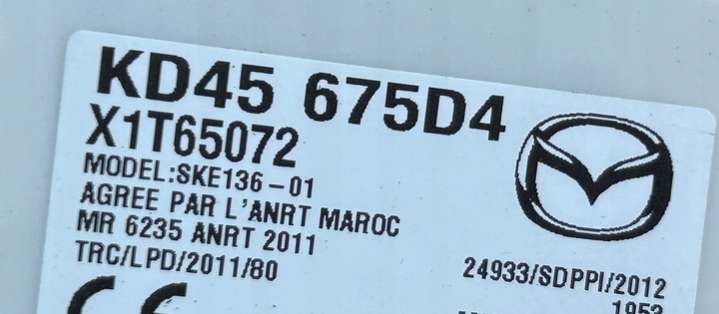 KD45 675D4
X1T65072
MODEL:SKE136-01
AGREE PAR L'ANRT MAROC
MR 6235 ANRT 2011
TRC/LPD/2011/80
24933/SDPPI/2012
CE